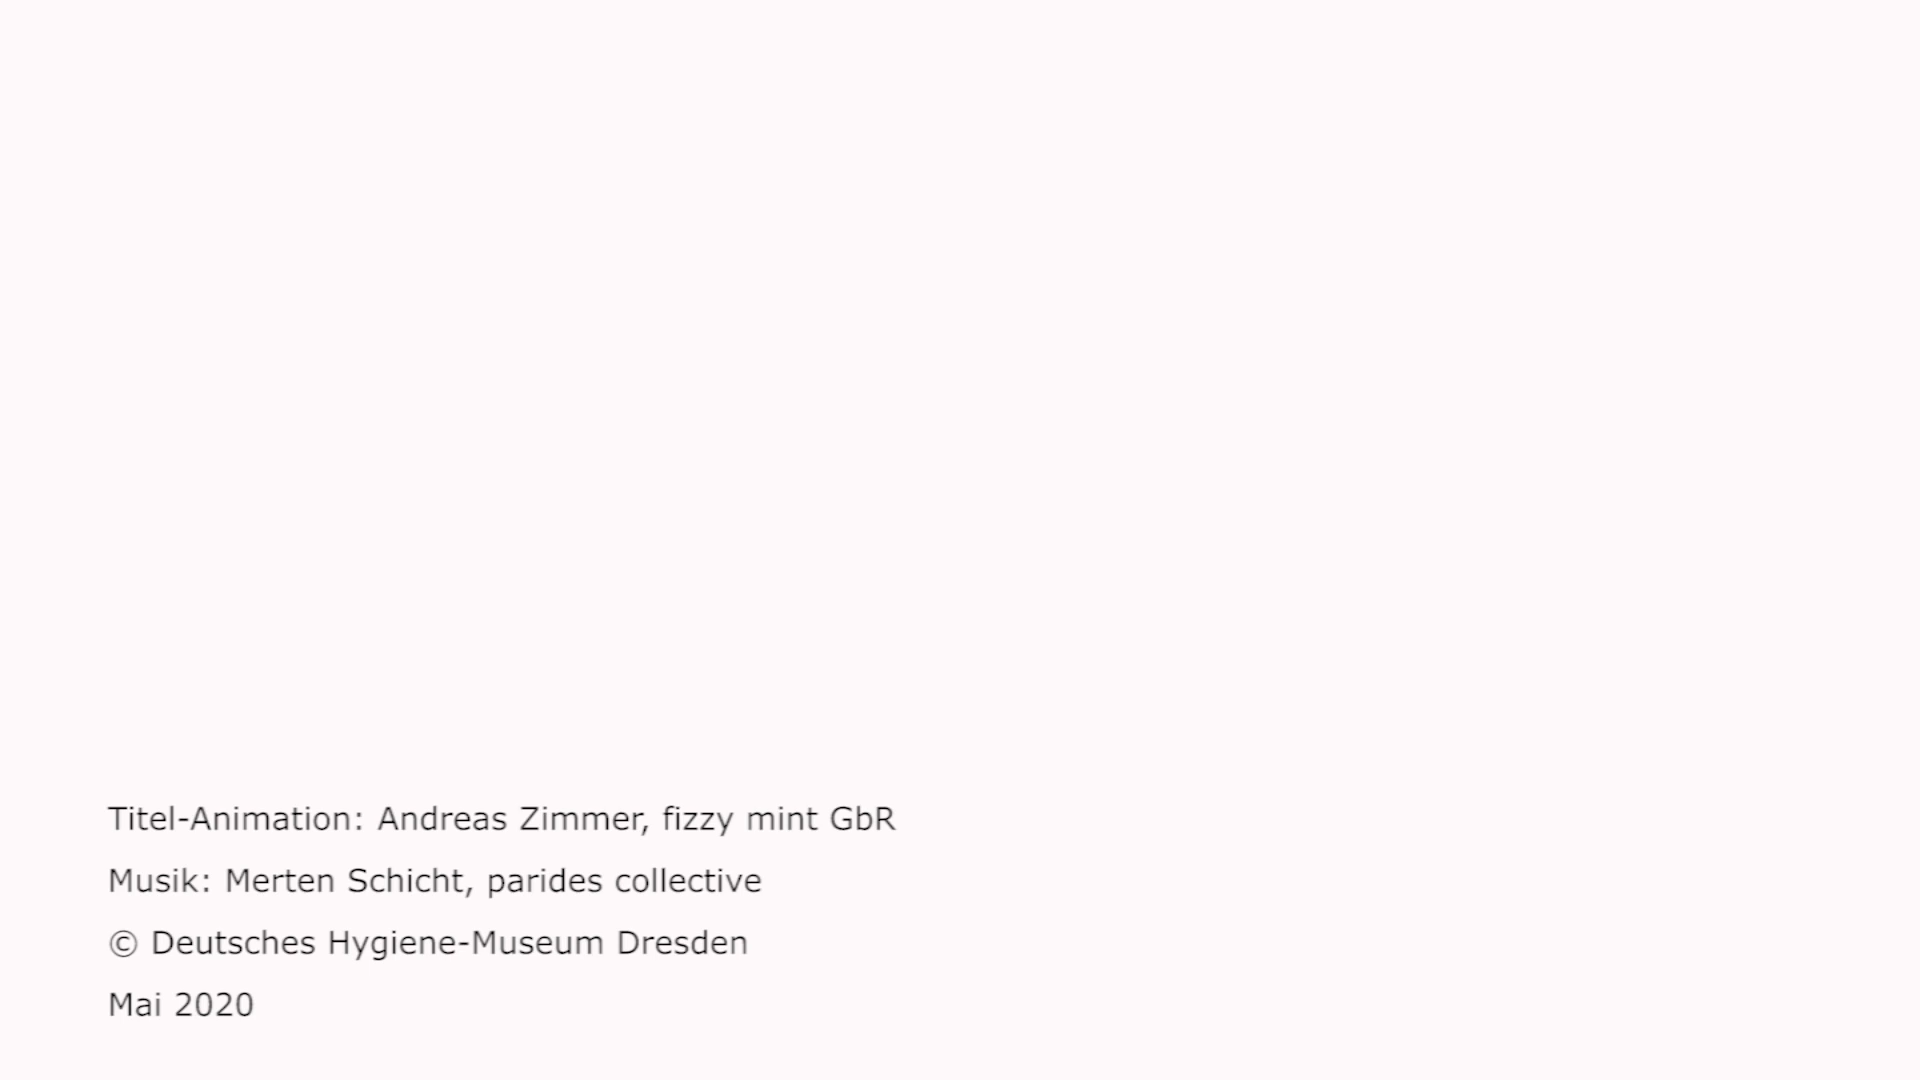 Titel-Animation: Andreas Zimmer, fizzy mint GbR
Musik: Merten Schicht, parides collective
© Deutsches Hygiene-Museum Dresden
Mai 2020